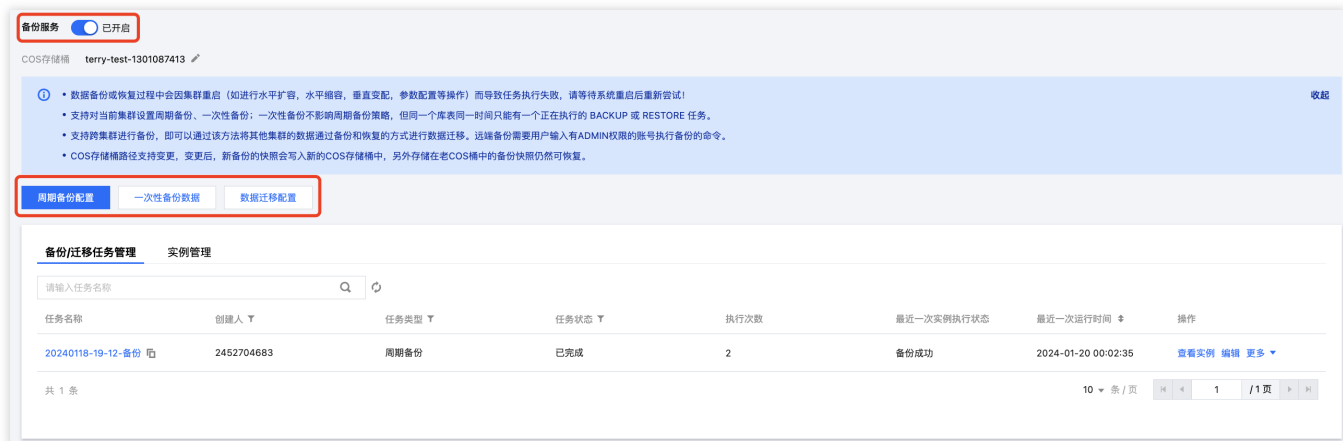 备份服务 已开启
COS存储桶 terry-test-1301087413
• 数据备份或恢复过程中会因集群重启（如进行水平扩容，水平缩容，垂直变配，参数配置等操作）而导致任务执行失败，请等待系统重启后重新尝试！ 收起
• 支持对当前集群设置周期备份、一次性备份；一次性备份不影响周期备份策略，但同一个库表同一时间只能有一个正在执行的 BACKUP 或 RESTORE 任务。
• 支持跨集群进行备份，即可以通过该方法将其他集群的数据通过备份和恢复的方式进行数据迁移。远端备份需要用户输入有ADMIN权限的账号执行备份的命令。
• COS存储桶路径支持变更，变更后，新备份的快照会写入新的COS存储桶中，另外存储在老COS桶中的备份快照仍然可恢复。
周期备份配置 一次性备份数据 数据迁移配置
备份/迁移任务管理 实例管理
请输入任务名称
任务名称 创建人 任务类型 任务状态 执行次数 最近一次实例执行状态 最近一次运行时间 操作
20240118-19-12-备份 2452704683 周期备份 已完成 2 备份成功 2024-01-20 00:02:35 查看实例 编辑 更多
共 1 条 10 条 / 页 1 / 1 页